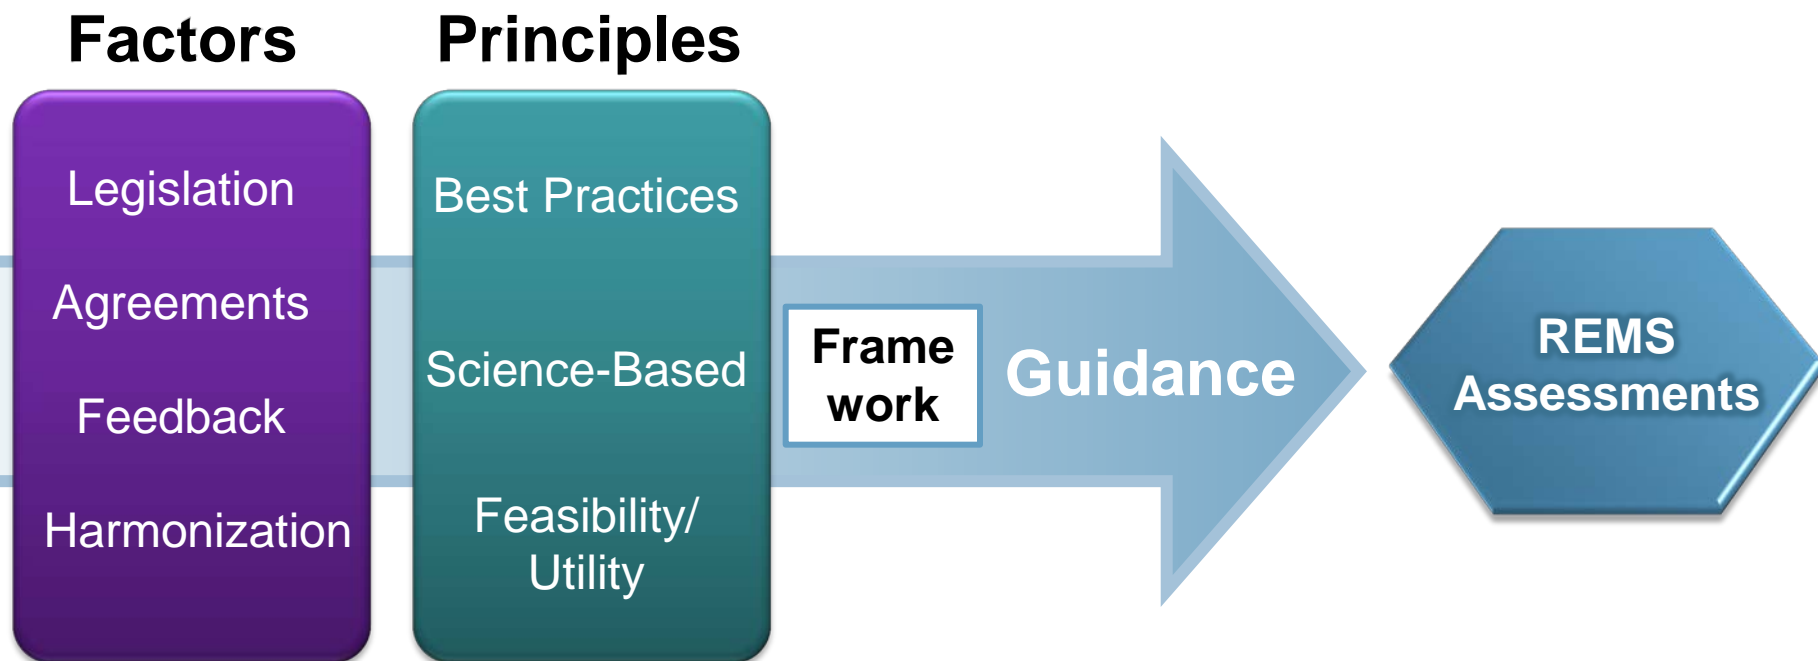 Factors
Legislation
Agreements
Feedback
Harmonization
Principles
Best Practices
Science-Based
Feasibility/
Utility
Frame
work
Guidance
REMS
Assessments